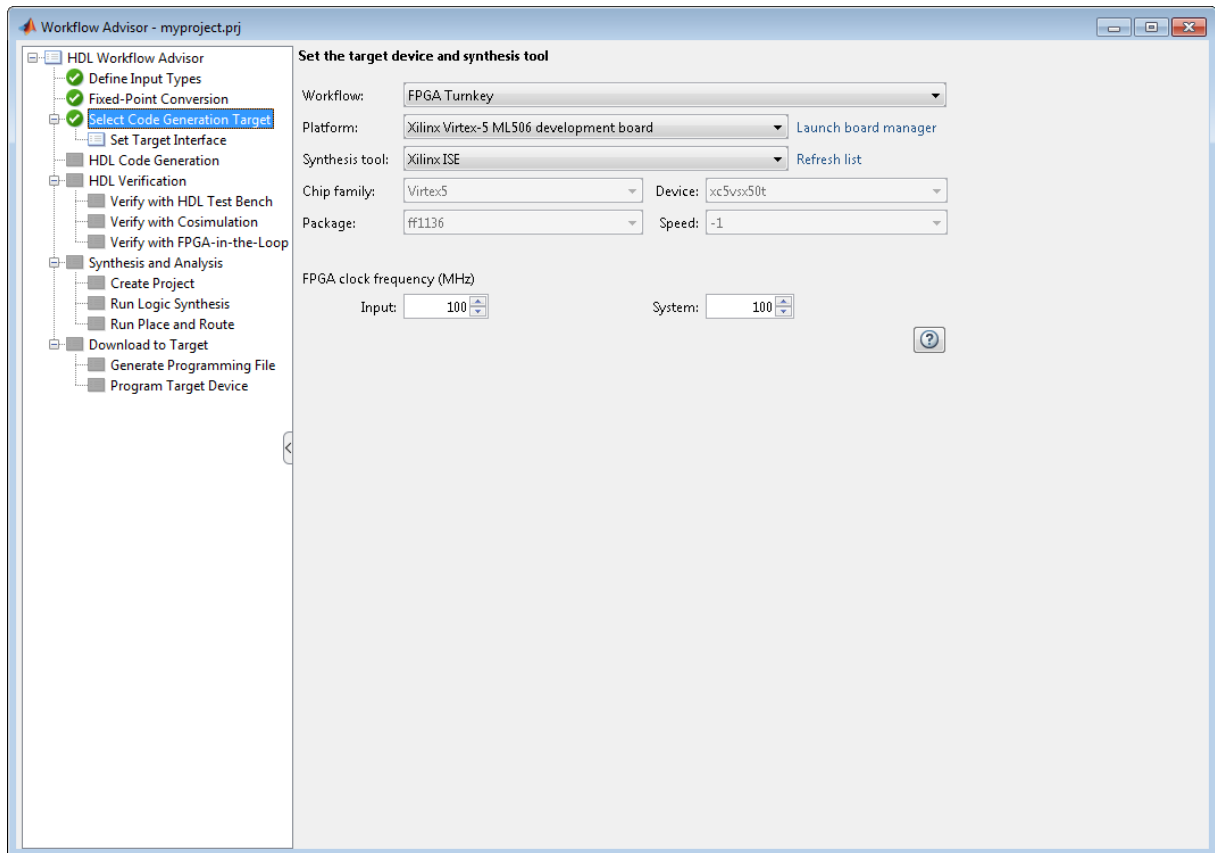 Workflow Advisor - myproject.prj
HDL Workflow Advisor
Define Input Types
Fixed-Point Conversion
Select Code Generation Target
Set Target Interface
HDL Code Generation
HDL Verification
Verify with HDL Test Bench
Verify with Cosimulation
Verify with FPGA-in-the-Loop
Synthesis and Analysis
Create Project
Run Logic Synthesis
Run Place and Route
Download to Target
Generate Programming File
Program Target Device
Set the target device and synthesis tool
Workflow: FPGA Turnkey
Platform: Xilinx Virtex-5 ML506 development board Launch board manager
Synthesis tool: Xilinx ISE Refresh list
Chip family: Virtex5 Device: xc5vsx50t
Package: ff1136 Speed: -1
FPGA clock frequency (MHz)
Input: 100 System: 100
?